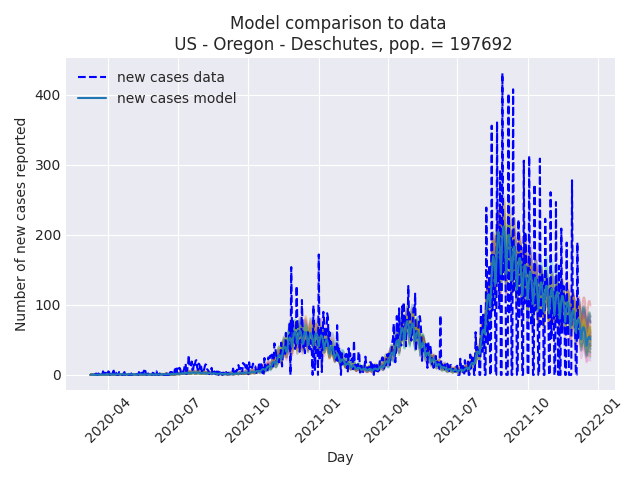 Model comparison to data
US - Oregon - Deschutes, pop. = 197692
new cases data
new cases model
Number of new cases reported
400
300
200
100
0
2020-04
2020-07
2020-10
2021-01
2021-04
2021-07
2021-10
2022-01
Day